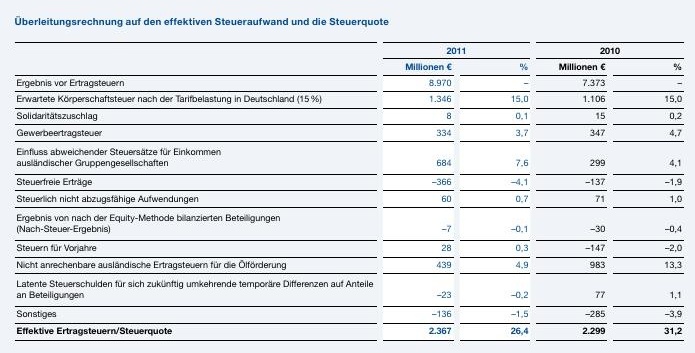 Überleitungsrechnung auf den effektiven Steueraufwand und die Steuerquote
2011 2010
Millionen € % Millionen € %
Ergebnis vor Ertragsteuern 8.970 – 7.373 –
Erwartete Körperschaftsteuer nach der Tarifbelastung in Deutschland (15 %) 1.346 15,0 1.106 15,0
Solidaritätszuschlag 8 0,1 15 0,2
Gewerbeertragsteuer 334 3,7 347 4,7
Einfluss abweichender Steuersätze für Einkommen
ausländischer Gruppengesellschaften 684 7,6 299 4,1
Steuerfreie Erträge –366 –4,1 –137 –1,9
Steuerlich nicht abzugsfähige Aufwendungen 60 0,7 71 1,0
Ergebnis von nach der Equity-Methode bilanzierten Beteiligungen
(Nach-Steuer-Ergebnis) –7 –0,1 –30 –0,4
Steuern für Vorjahre 28 0,3 –147 –2,0
Nicht anrechenbare ausländische Ertragsteuern für die Ölförderung 439 4,9 983 13,3
Latente Steuerschulden für sich zukünftig umkehrende temporäre Differenzen auf Anteile
an Beteiligungen –23 –0,2 77 1,1
Sonstiges –136 –1,5 –285 –3,9
Effektive Ertragsteuern/Steuerquote 2.367 26,4 2.299 31,2